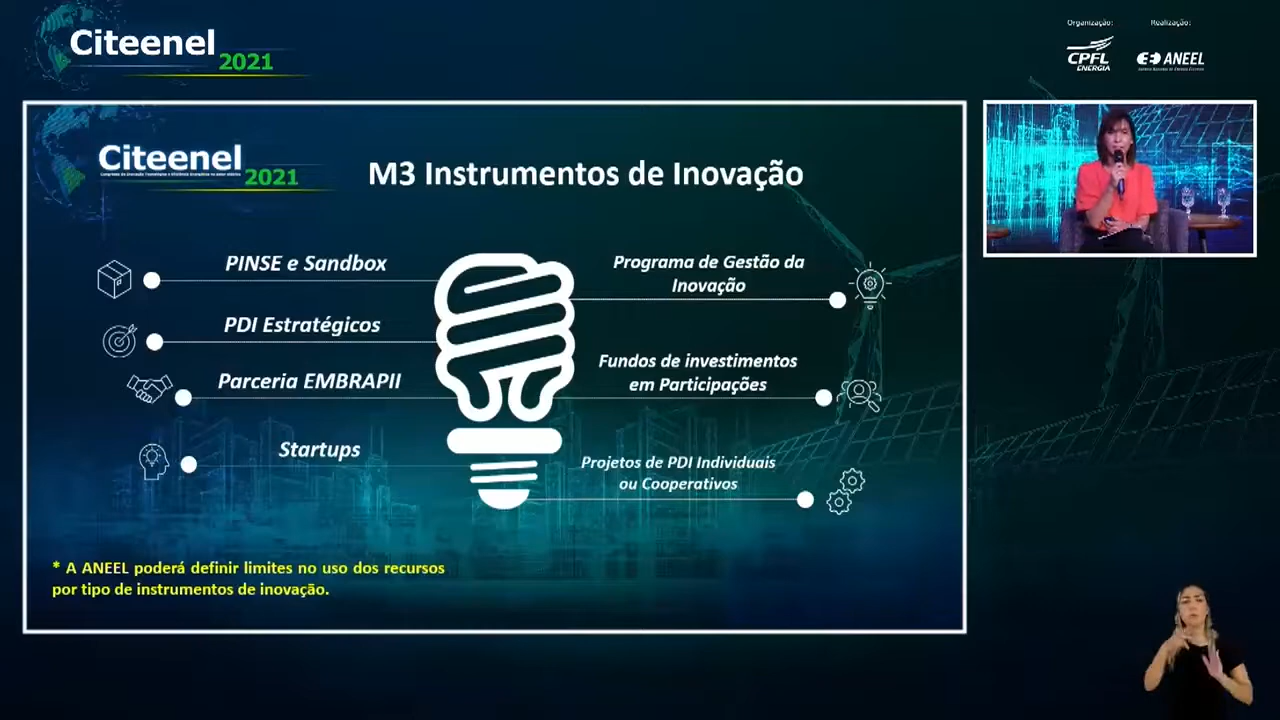 Citeenel
2021
Organização:
Realização:
CPFL
ENERGIA
ANEEL
Citeenel
2021
M3 Instrumentos de Inovação
PINSE e Sandbox
PDI Estratégicos
Parceria EMBRAPII
Startups
Programa de Gestão da
Inovação
Fundos de investimentos
em Participações
Projetos de PDI Individuais
ou Cooperativos
* A ANEEL poderá definir limites no uso dos recursos
por tipo de instrumentos de inovação.